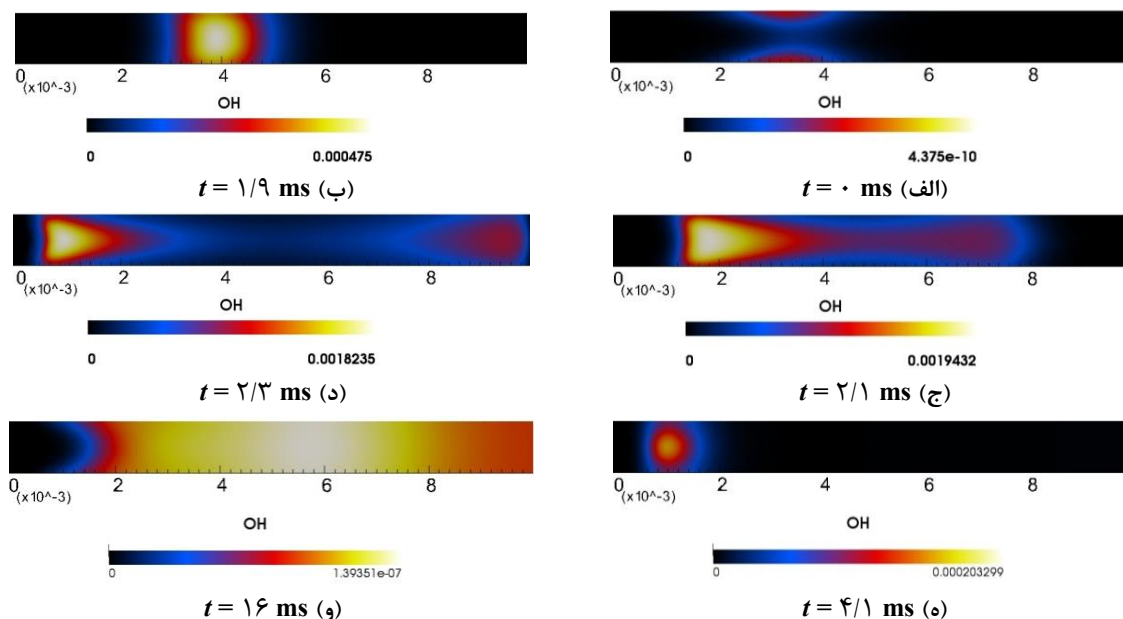 0 2 4 6 8
(x10^-3)
OH
0 4.375e-10
(الف) t = ۰ ms
0 2 4 6 8
(x10^-3)
OH
0 0.000475
(ب) t = ۱/۹ ms
0 2 4 6 8
(x10^-3)
OH
0 0.0019432
(ج) t = ۲/۱ ms
0 2 4 6 8
(x10^-3)
OH
0 0.0018235
(د) t = ۲/۳ ms
0 2 4 6 8
(x10^-3)
OH
0 0.000203299
(ه) t = ۴/۱ ms
0 2 4 6 8
(x10^-3)
OH
0 1.39351e-07
(و) t = ۱۶ ms